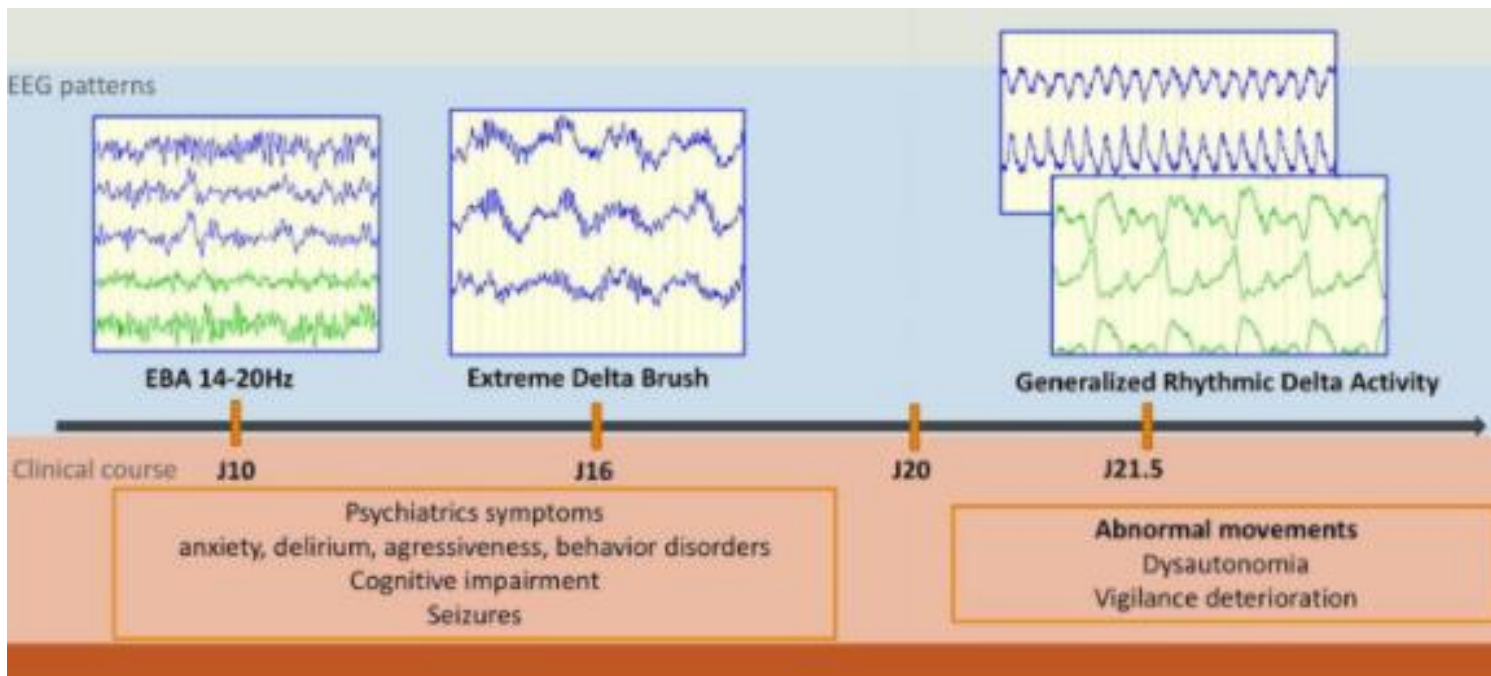 EEG patterns
EBA 14-20Hz
Extreme Delta Brush
Generalized Rhythmic Delta Activity
Clinical course
J10
J16
J20
J21.5
Psychiatrics symptoms
anxiety, delirium, agressiveness, behavior disorders
Cognitive impairment
Seizures
Abnormal movements
Dysautonomia
Vigilance deterioration